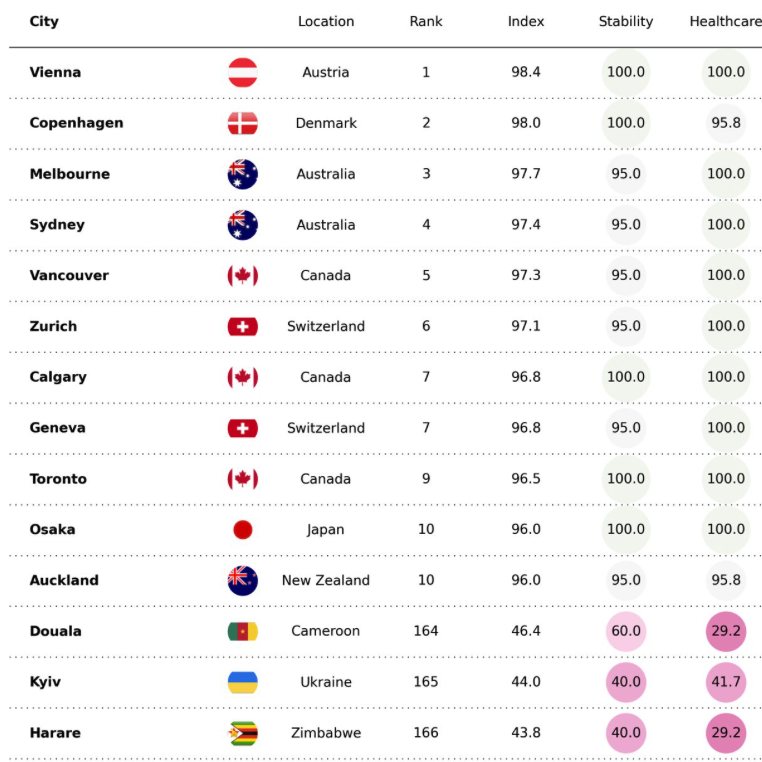 City Location Rank Index Stability Healthcare
Vienna Austria 1 98.4 100.0 100.0
Copenhagen Denmark 2 98.0 100.0 95.8
Melbourne Australia 3 97.7 95.0 100.0
Sydney Australia 4 97.4 95.0 100.0
Vancouver Canada 5 97.3 95.0 100.0
Zurich Switzerland 6 97.1 95.0 100.0
Calgary Canada 7 96.8 100.0 100.0
Geneva Switzerland 7 96.8 95.0 100.0
Toronto Canada 9 96.5 100.0 100.0
Osaka Japan 10 96.0 100.0 100.0
Auckland New Zealand 10 96.0 95.0 95.8
Douala Cameroon 164 46.4 60.0 29.2
Kyiv Ukraine 165 44.0 40.0 41.7
Harare Zimbabwe 166 43.8 40.0 29.2